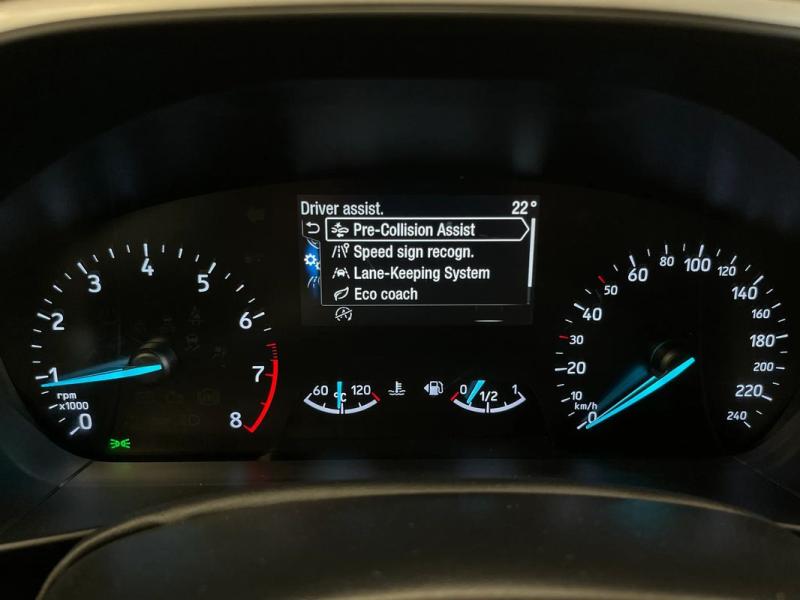 Driver assist. 22°
Pre-Collision Assist
Speed sign recogn.
Lane-Keeping System
Eco coach
0
1
2
3
4
5
6
7
8
rpm
x1000
60 120
°C
0 1/2 1
0
10
20
30
40
50
60
80
100
120
140
160
180
200
220
240
km/h